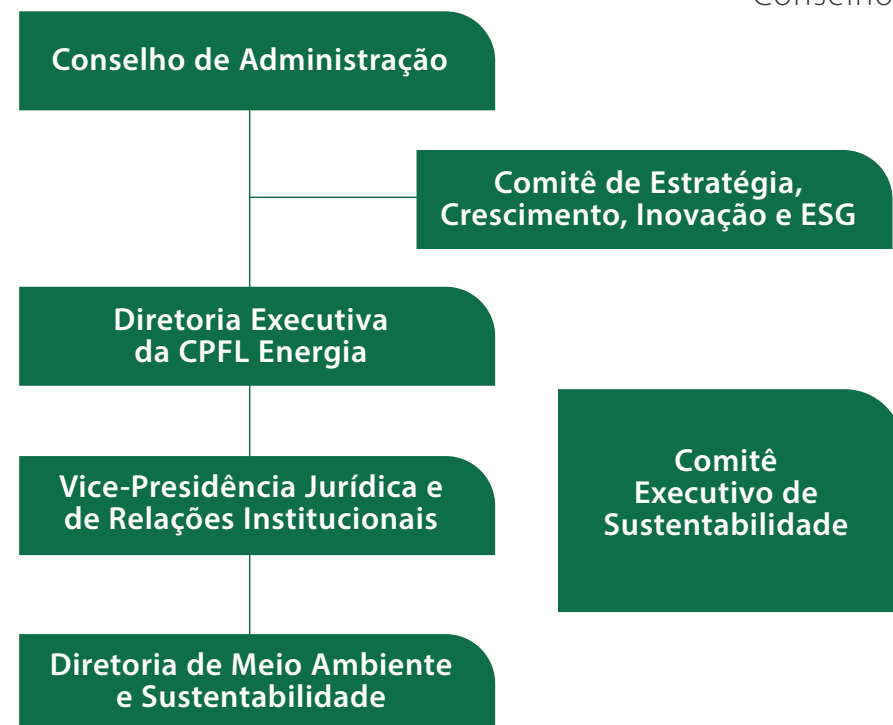 Conselho
Conselho de Administração
Comitê de Estratégia,
Crescimento, Inovação e ESG
Diretoria Executiva
da CPFL Energia
Comitê
Executivo de
Sustentabilidade
Vice-Presidência Jurídica e
de Relações Institucionais
Diretoria de Meio Ambiente
e Sustentabilidade